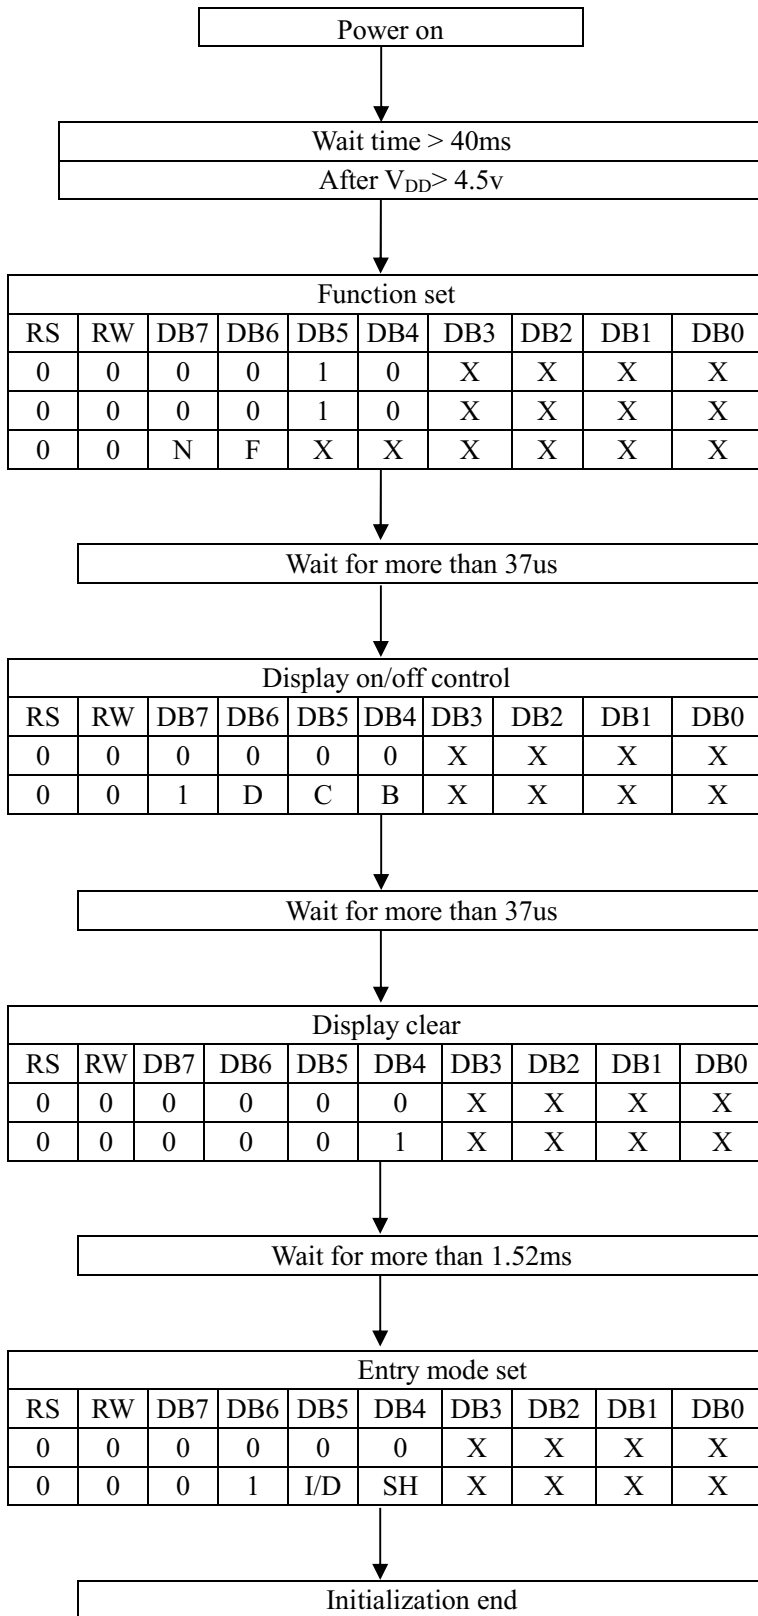 Power on
Wait time > 40ms
After VDD> 4.5v
Function set
RS RW DB7 DB6 DB5 DB4 DB3 DB2 DB1 DB0
0 0 0 0 1 0 X X X X
0 0 0 0 1 0 X X X X
0 0 N F X X X X X X
Wait for more than 37us
Display on/off control
RS RW DB7 DB6 DB5 DB4 DB3 DB2 DB1 DB0
0 0 0 0 0 0 X X X X
0 0 1 D C B X X X X
Wait for more than 37us
Display clear
RS RW DB7 DB6 DB5 DB4 DB3 DB2 DB1 DB0
0 0 0 0 0 0 X X X X
0 0 0 0 0 1 X X X X
Wait for more than 1.52ms
Entry mode set
RS RW DB7 DB6 DB5 DB4 DB3 DB2 DB1 DB0
0 0 0 0 0 0 X X X X
0 0 0 1 I/D SH X X X X
Initialization end